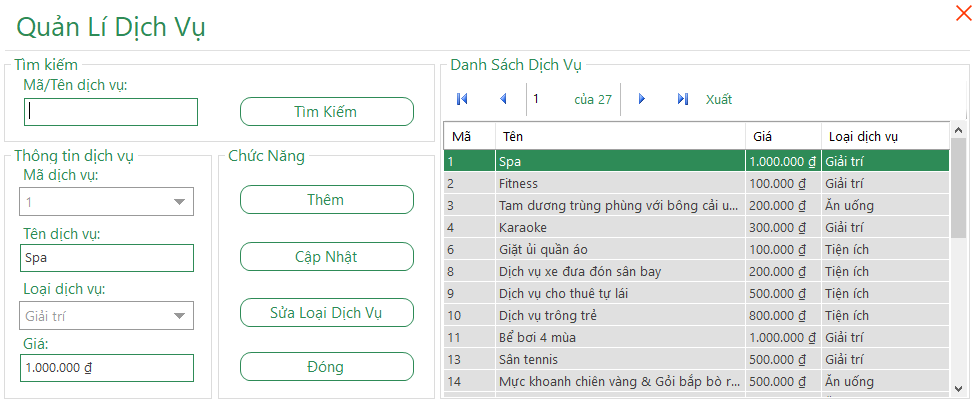 Quản Lí Dịch Vụ
Tìm kiếm
Mã/Tên dịch vụ:
Tìm Kiếm
Thông tin dịch vụ
Mã dịch vụ:
1
Tên dịch vụ:
Spa
Loại dịch vụ:
Giải trí
Giá:
1.000.000 ₫
Chức Năng
Thêm
Cập Nhật
Sửa Loại Dịch Vụ
Đóng
Danh Sách Dịch Vụ
1 của 27 Xuất
Mã Tên Giá Loại dịch vụ
1 Spa 1.000.000 ₫ Giải trí
2 Fitness 100.000 ₫ Giải trí
3 Tam dương trùng phùng với bông cải u... 200.000 ₫ Ăn uống
4 Karaoke 300.000 ₫ Giải trí
6 Giặt ủi quần áo 100.000 ₫ Tiện ích
8 Dịch vụ xe đưa đón sân bay 200.000 ₫ Tiện ích
9 Dịch vụ cho thuê tự lái 500.000 ₫ Tiện ích
10 Dịch vụ trông trẻ 800.000 ₫ Tiện ích
11 Bể bơi 4 mùa 1.000.000 ₫ Giải trí
13 Sân tennis 500.000 ₫ Giải trí
14 Mực khoanh chiên vàng & Gỏi bắp bò r... 500.000 ₫ Ăn uống